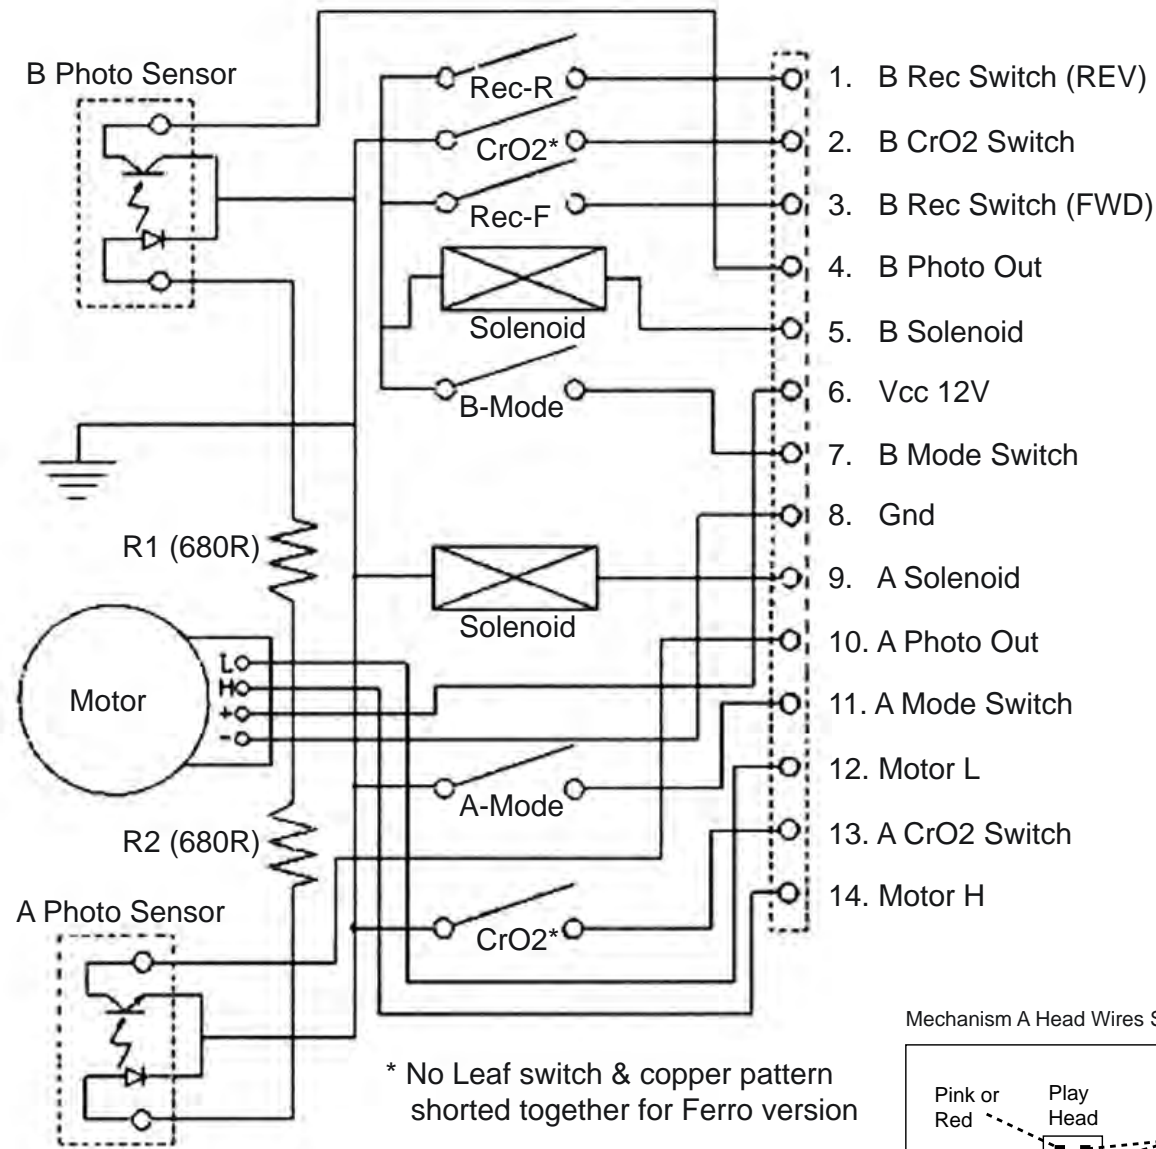 B Photo Sensor
Rec-R
CrO2*
Rec-F
Solenoid
B-Mode
1. B Rec Switch (REV)
2. B CrO2 Switch
3. B Rec Switch (FWD)
4. B Photo Out
5. B Solenoid
6. Vcc 12V
7. B Mode Switch
8. Gnd
9. A Solenoid
10. A Photo Out
11. A Mode Switch
12. Motor L
13. A CrO2 Switch
14. Motor H
R1 (680R)
Solenoid
Motor
L
H
+
-
A-Mode
R2 (680R)
A Photo Sensor
CrO2*
* No Leaf switch & copper pattern
shorted together for Ferro version
Mechanism A Head Wires
Pink or
Red
Play
Head